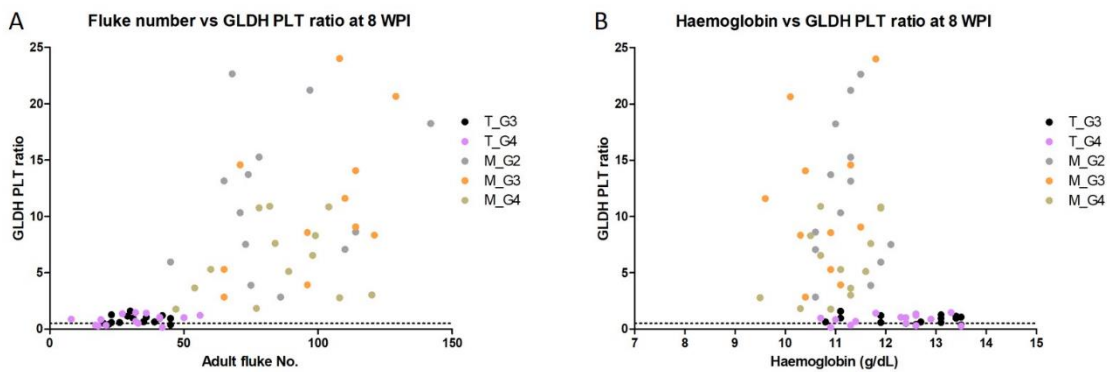 A
Fluke number vs GLDH PLT ratio at 8 WPI
GLDH PLT ratio
25
20
15
10
5
0
0 50 100 150
Adult fluke No.
T_G3
T_G4
M_G2
M_G3
M_G4
B
Haemoglobin vs GLDH PLT ratio at 8 WPI
GLDH PLT ratio
25
20
15
10
5
0
7 8 9 10 11 12 13 14 15
Haemoglobin (g/dL)
T_G3
T_G4
M_G2
M_G3
M_G4